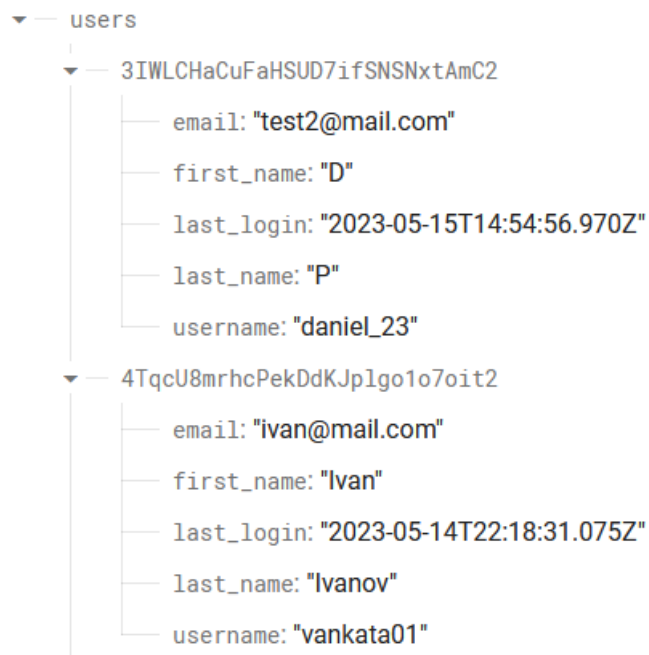 users
3IWLCHaCuFaHSUD7ifSNSNxtAmC2
email: "test2@mail.com"
first_name: "D"
last_login: "2023-05-15T14:54:56.970Z"
last_name: "P"
username: "daniel_23"
4TqcU8mrhcPekDdKJplgo1o7oit2
email: "ivan@mail.com"
first_name: "Ivan"
last_login: "2023-05-14T22:18:31.075Z"
last_name: "Ivanov"
username: "vankata01"